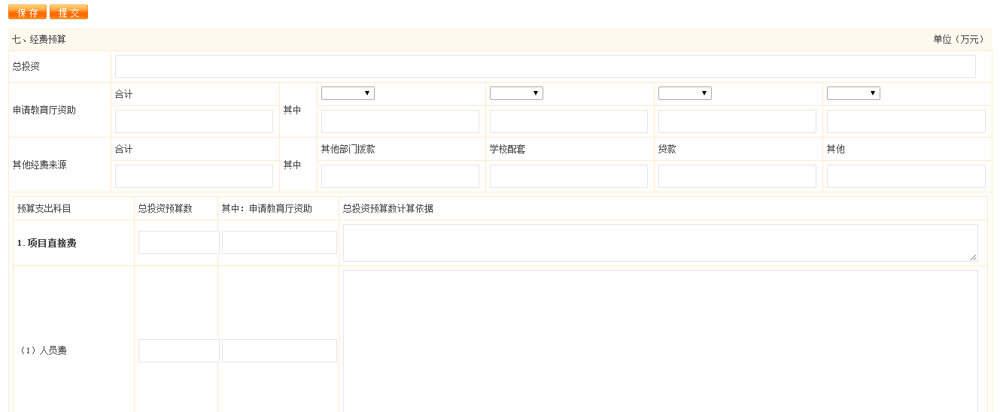 保 存 提 交
七、经费预算 单位（万元）
总投资
申请教育厅资助 合计 其中
其他经费来源 合计 其中 其他部门拨款 学校配套 贷款 其他
预算支出科目 总投资预算数 其中: 申请教育厅资助 总投资预算数计算依据
1.项目直接费
（1）人员费